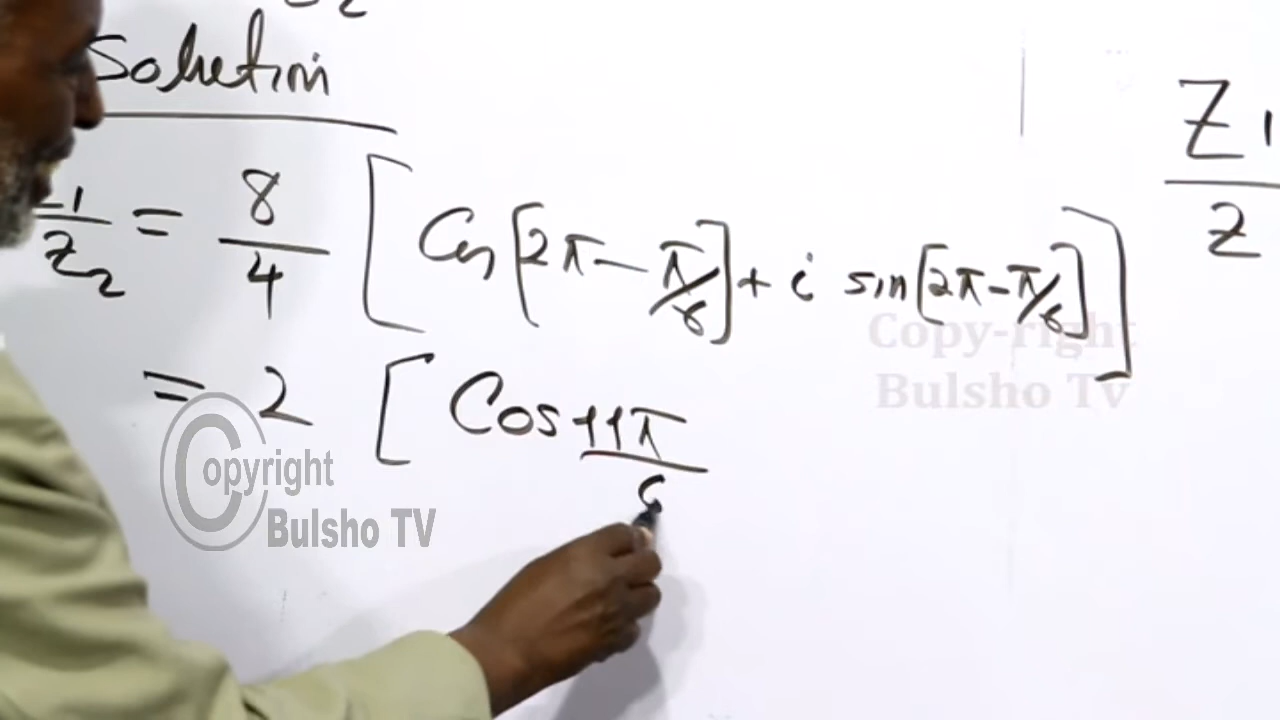 2
Solution
z1/z2 = 8/4 [Cos[2π-π/6] + i sin[2π-π/6]]
= 2 [Cos 11π/6
Z1
Z
Copy-right
Bulsho Tv
Copyright
Bulsho TV